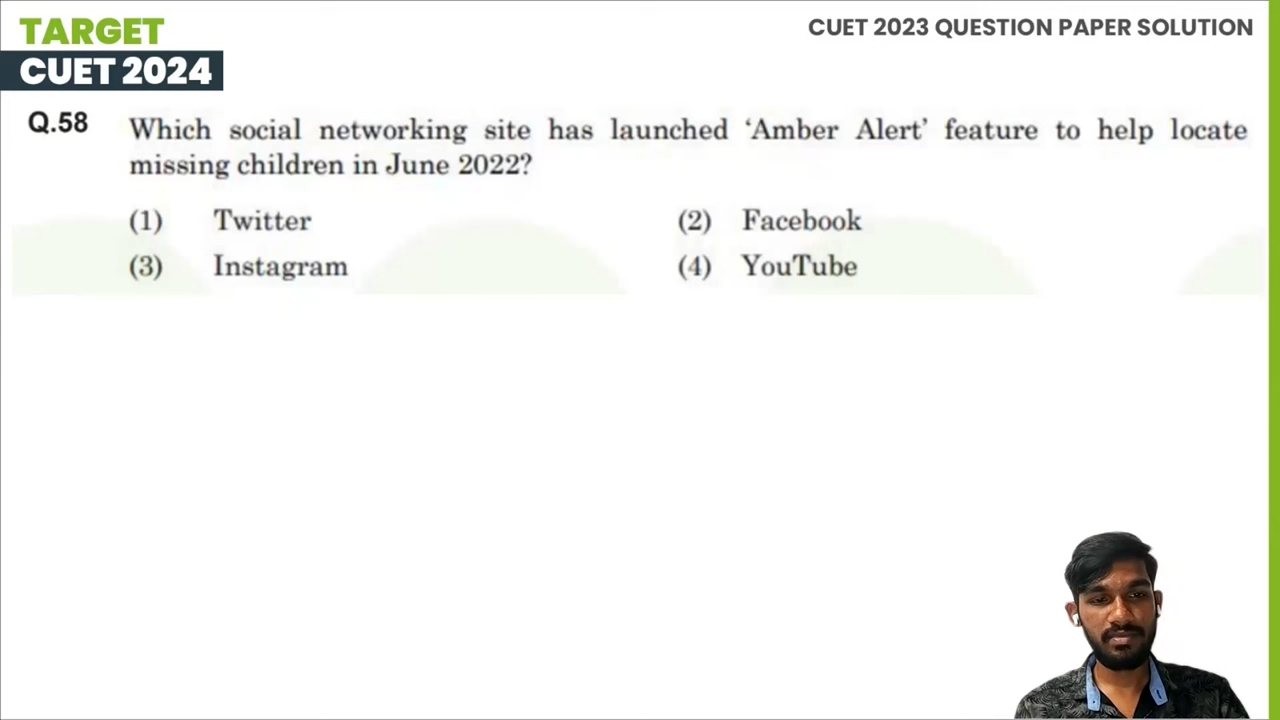 TARGET
CUET 2024
CUET 2023 QUESTION PAPER SOLUTION
Q.58 Which social networking site has launched ‘Amber Alert’ feature to help locate
missing children in June 2022?
(1) Twitter (2) Facebook
(3) Instagram (4) YouTube